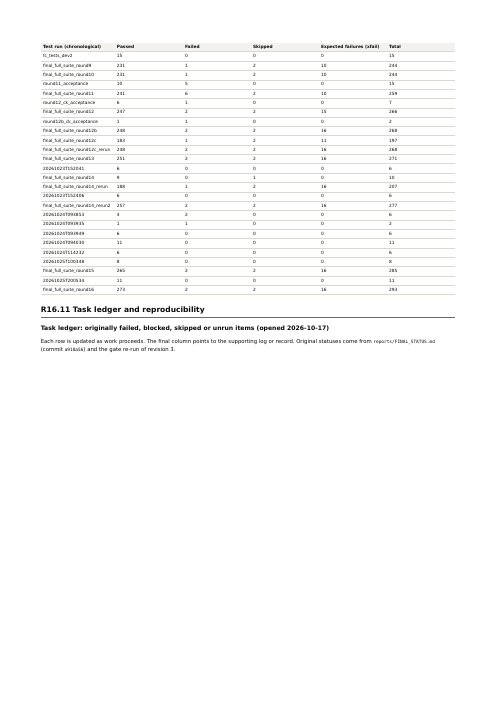 Test run (chronological) Passed Failed Skipped Expected failures (xfail) Total
fc_tests_dev2 15 0 0 0 15
final_full_suite_round9 231 1 2 10 244
final_full_suite_round10 231 1 2 10 244
round11_acceptance 10 5 0 0 15
final_full_suite_round11 241 6 2 10 259
round12_ck_acceptance 6 1 0 0 7
final_full_suite_round12 247 2 2 15 266
round12b_ck_acceptance 1 1 0 0 2
final_full_suite_round12b 248 2 2 16 268
final_full_suite_round12c 183 1 2 11 197
final_full_suite_round12c_rerun 248 2 2 16 268
final_full_suite_round13 251 2 2 16 271
20261023T152041 6 0 0 0 6
final_full_suite_round14 9 0 1 0 10
final_full_suite_round14_rerun 188 1 2 16 207
20261023T152406 6 0 0 0 6
final_full_suite_round14_rerun2 257 2 2 16 277
20261024T093853 4 2 0 0 6
20261024T093935 1 1 0 0 2
20261024T093949 6 0 0 0 6
20261024T094030 11 0 0 0 11
20261024T114232 6 0 0 0 6
20261025T100348 8 0 0 0 8
final_full_suite_round15 265 2 2 16 285
20261025T200533 11 0 0 0 11
final_full_suite_round16 273 2 2 16 293
R16.11 Task ledger and reproducibility
Task ledger: originally failed, blocked, skipped or unrun items (opened 2026-10-17)
Each row is updated as work proceeds. The final column points to the supporting log or record. Original statuses come from reports/FINAL_STATUS.md
(commit) and the gate re-run of revision 3.